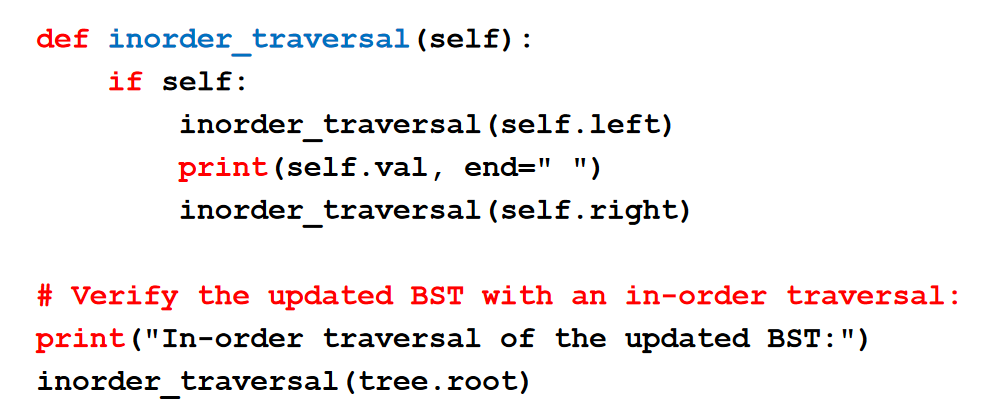 def inorder_traversal(self):
    if self:
        inorder_traversal(self.left)
        print(self.val, end=" ")
        inorder_traversal(self.right)

# Verify the updated BST with an in-order traversal:
print("In-order traversal of the updated BST:")
inorder_traversal(tree.root)